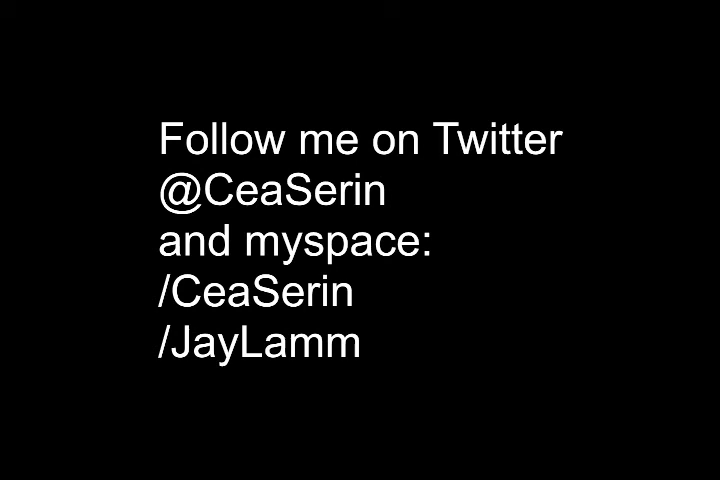 Follow me on Twitter
@CeaSerin
and myspace:
/CeaSerin
/JayLamm